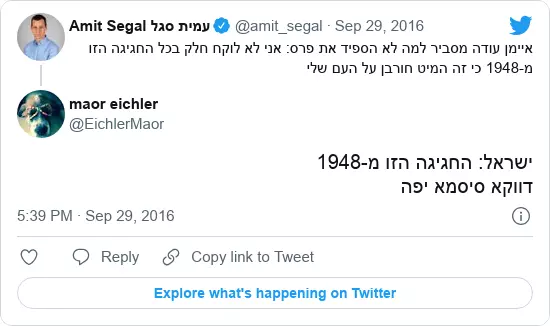 Amit Segal עמית סגל @amit_segal · Sep 29, 2016
איימן עודה מסביר למה לא הספיד את פרס: אני לא לוקח חלק בכל החגיגה הזו
מ-1948 כי זה המיט חורבן על העם שלי
maor eichler
@EichlerMaor
ישראל: החגיגה הזו מ-1948
דווקא סיסמא יפה
5:39 PM · Sep 29, 2016
Reply
Copy link to Tweet
Explore what's happening on Twitter